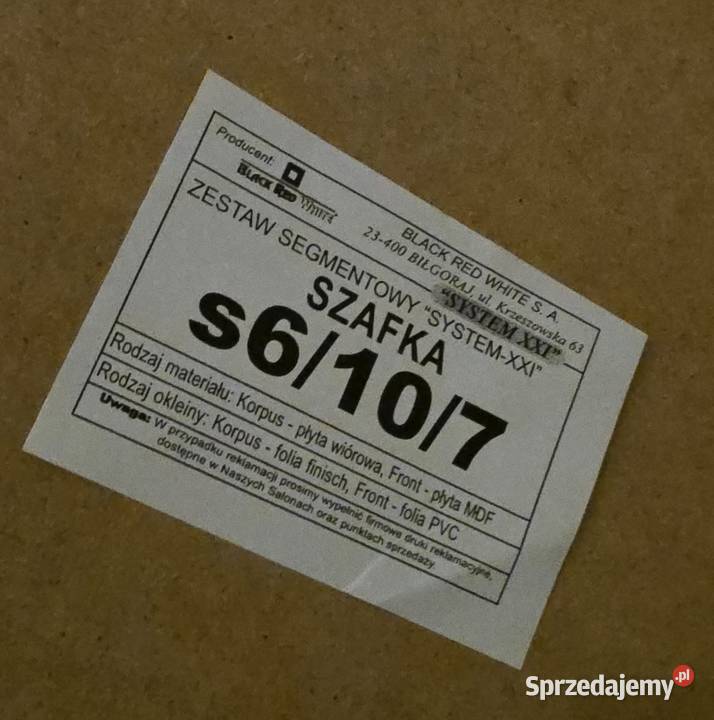 Producent:
BLACK RED WHITE
BLACK RED WHITE S. A.
23-400 BIŁGORAJ, ul. Krzeszowska 63
"SYSTEM XXI"
ZESTAW SEGMENTOWY "SYSTEM-XXI"
SZAFKA
s6/10/7
Rodzaj materiału: Korpus - płyta wiórowa, Front - płyta MDF
Rodzaj okleiny: Korpus - folia finisch, Front - folia PVC
Uwaga: W przypadku reklamacji prosimy wypełnić firmowe druki reklamacyjne,
dostępne w Naszych Salonach oraz punktach sprzedaży.
Sprzedajemy.pl